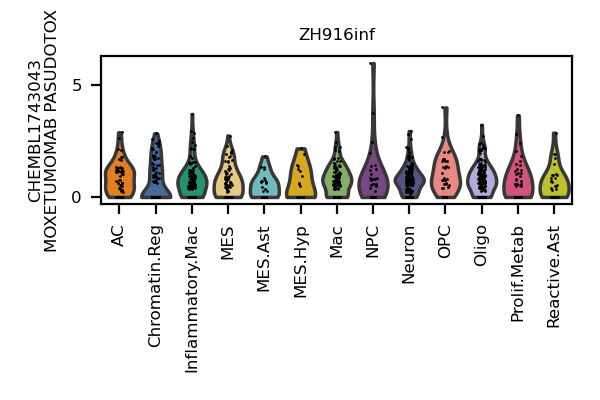 ZH916inf
CHEMBL1743043
MOXETUMOMAB PASUDOTOX
5
0
AC
Chromatin.Reg
Inflammatory.Mac
MES
MES.Ast
MES.Hyp
Mac
NPC
Neuron
OPC
Oligo
Prolif.Metab
Reactive.Ast